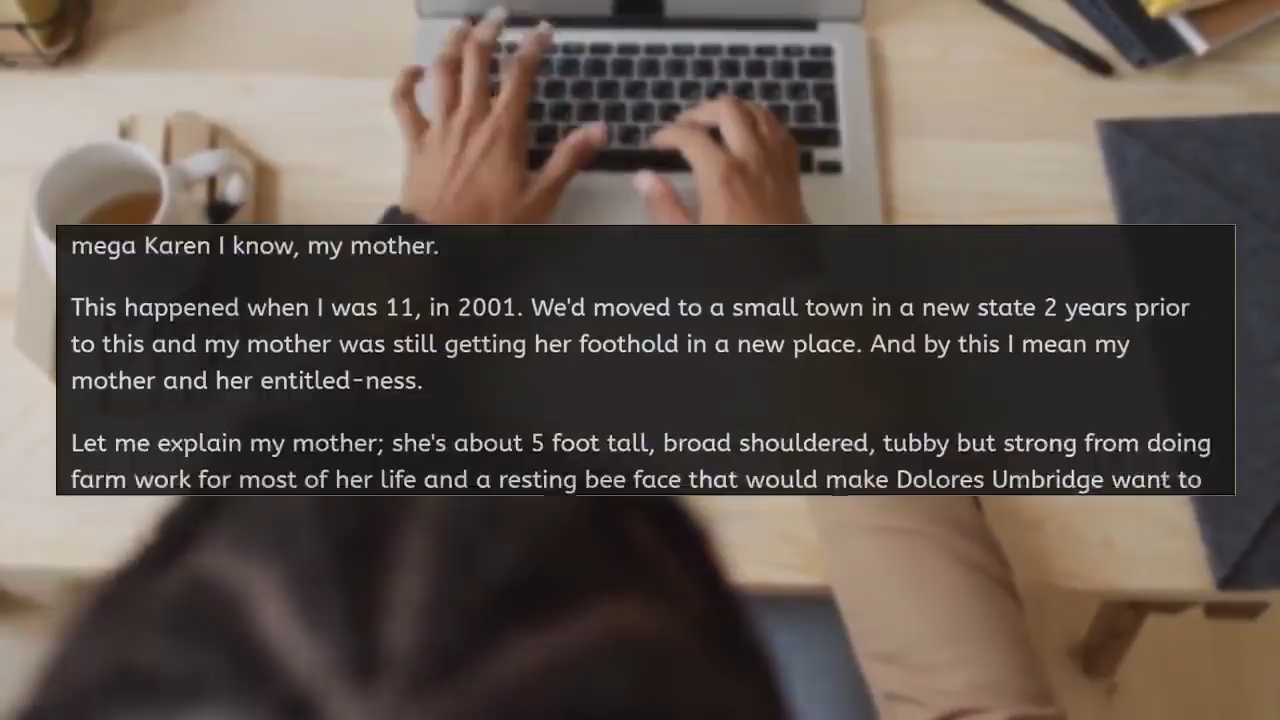 mega Karen I know, my mother.
This happened when I was 11, in 2001. We'd moved to a small town in a new state 2 years prior
to this and my mother was still getting her foothold in a new place. And by this I mean my
mother and her entitled-ness.
Let me explain my mother; she's about 5 foot tall, broad shouldered, tubby but strong from doing
farm work for most of her life and a resting bee face that would make Dolores Umbridge want to